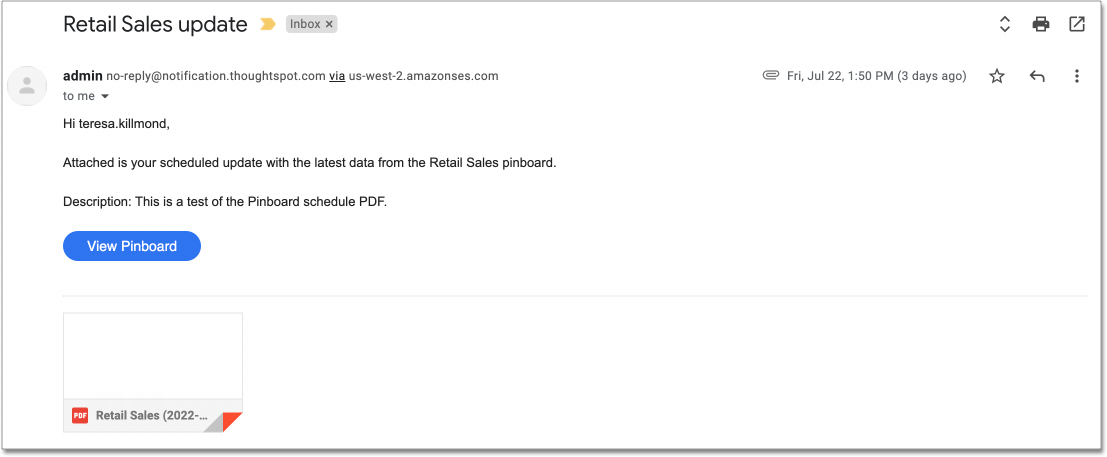 Retail Sales update Inbox ×
admin no-reply@notification.thoughtspot.com via us-west-2.amazonses.com Fri, Jul 22, 1:50 PM (3 days ago)
to me
Hi teresa.killmond,
Attached is your scheduled update with the latest data from the Retail Sales pinboard.
Description: This is a test of the Pinboard schedule PDF.
View Pinboard
PDF Retail Sales (2022-...